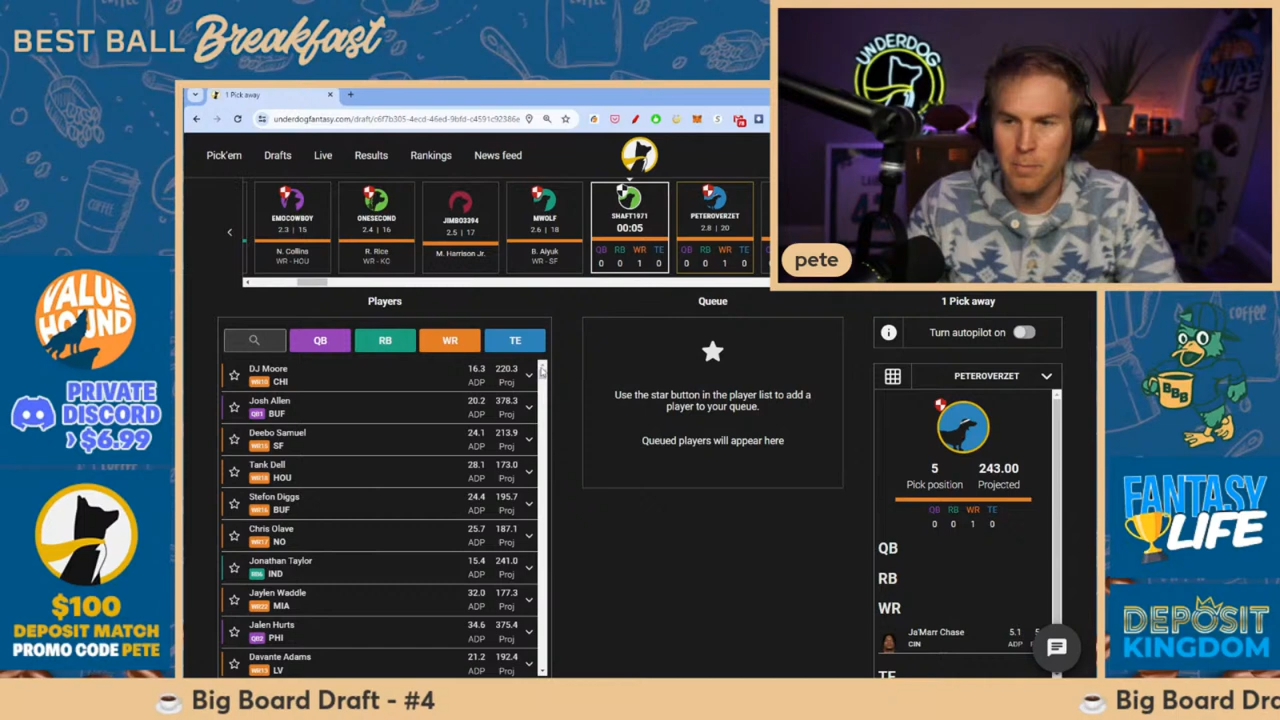 BEST BALL Breakfast
UNDERDOG
pete
VALUE
HOUND
PRIVATE
DISCORD
> $6.99
$100
DEPOSIT MATCH
PROMO CODE PETE
1 Pick away
underdogfantasy.com/draft/c6f7b305-4ecd-46ed-9bfd-c4591c92386e
Pick'em
Drafts
Live
Results
Rankings
News feed
EMOCOWBOY
2.3 | 15
N. Collins
WR - HOU
ONESECOND
2.4 | 16
R. Rice
WR - KC
JIMBO3394
2.5 | 17
M. Harrison Jr.
MWOLF
2.6 | 18
B. Aiyuk
WR - SF
SHAFT1971
00:05
QB RB WR TE
0 0 1 0
PETEROVERZET
2.8 | 20
QB RB WR TE
0 0 1 0
Players
Queue
1 Pick away
QB
RB
WR
TE
DJ Moore 16.3 220.3
WR10 CHI ADP Proj
Josh Allen 20.2 378.3
QB1 BUF ADP Proj
Deebo Samuel 24.1 213.9
SF ADP Proj
Tank Dell 28.1 173.0
HOU ADP Proj
Stefon Diggs 24.4 195.7
BUF ADP Proj
Chris Olave 25.7 187.1
NO ADP Proj
Jonathan Taylor 15.4 241.0
IND ADP Proj
Jaylen Waddle 32.0 177.3
MIA ADP Proj
Jalen Hurts 34.6 375.4
QB2 PHI ADP Proj
Davante Adams 21.2 192.4
LV ADP Proj
Use the star button in the player list to add a
player to your queue.
Queued players will appear here
Turn autopilot on
PETEROVERZET
5 243.00
Pick position Projected
QB RB WR TE
0 0 1 0
QB
RB
WR
Ja'Marr Chase 5.1
CIN ADP
TE
BBB
FANTASY
LIFE
DEPOSIT
KINGDOM
☕ Big Board Draft - #4
☕ Big Board Dra